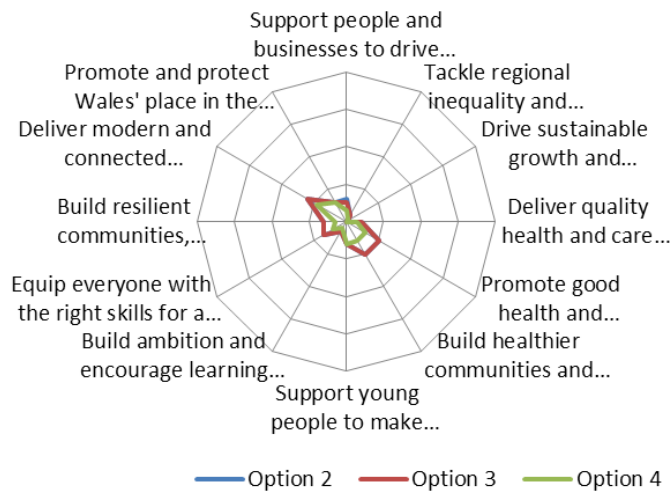 Support people and
businesses to drive...
Tackle regional
inequality and...
Drive sustainable
growth and...
Deliver quality
health and care...
Promote good
health and...
Build healthier
communities and...
Support young
people to make...
Build ambition and
encourage learning...
Equip everyone with
the right skills for a...
Build resilient
communities,...
Deliver modern and
connected...
Promote and protect
Wales' place in the...
Option 2
Option 3
Option 4